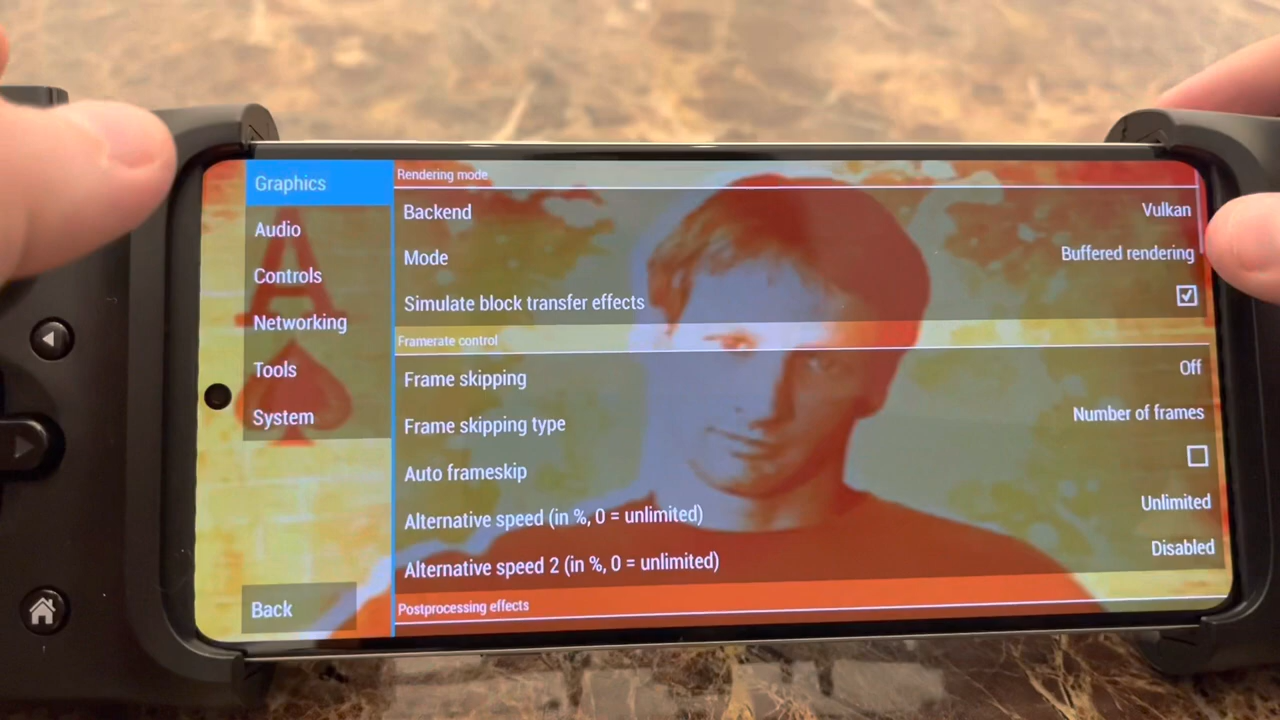 Graphics
Audio
Controls
Networking
Tools
System
Back
Rendering mode
Backend Vulkan
Mode Buffered rendering
Simulate block transfer effects
Framerate control
Frame skipping Off
Frame skipping type Number of frames
Auto frameskip
Alternative speed (in %, 0 = unlimited) Unlimited
Alternative speed 2 (in %, 0 = unlimited) Disabled
Postprocessing effects
A